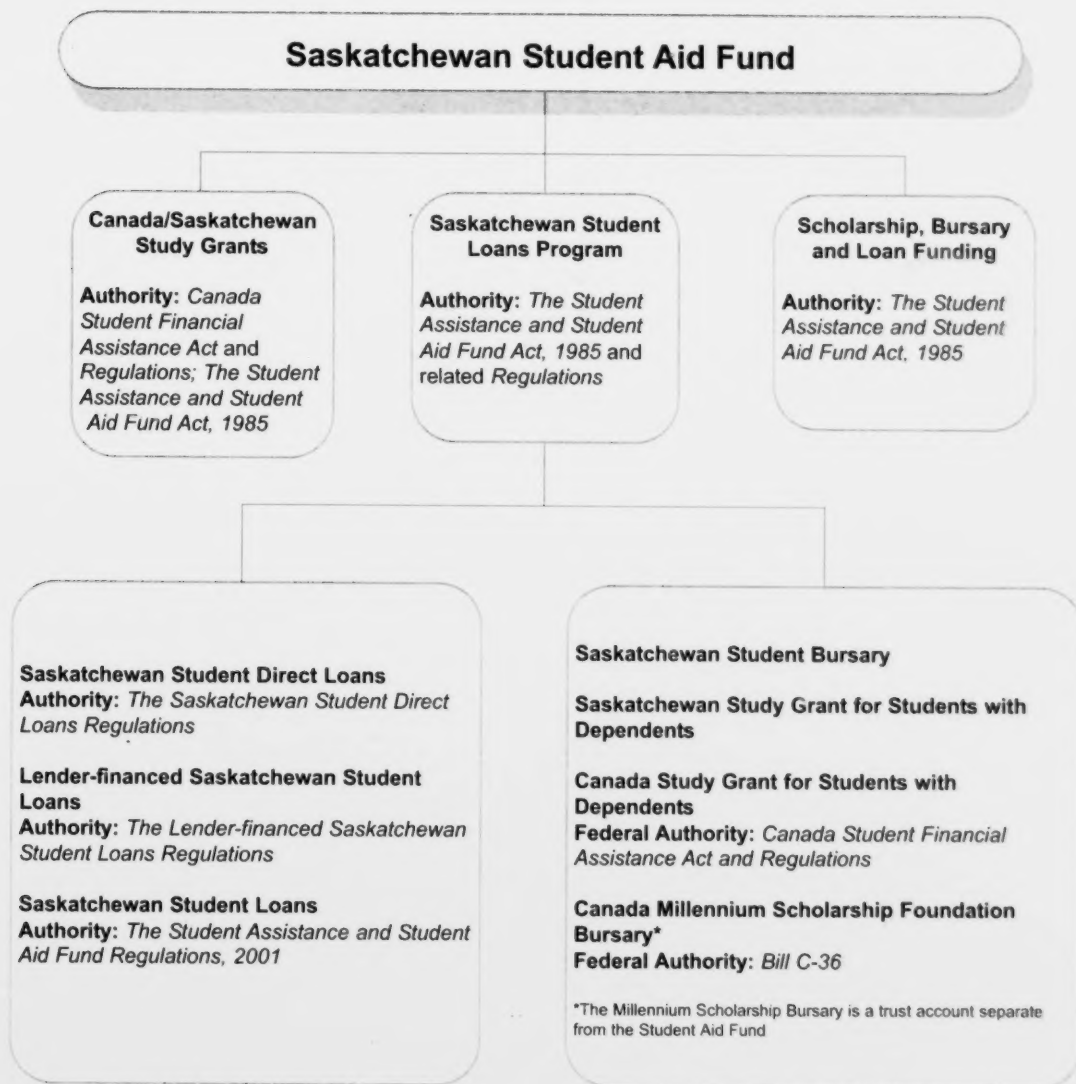 Saskatchewan Student Aid Fund
Canada/Saskatchewan
Study Grants
Authority: Canada
Student Financial
Assistance Act and
Regulations; The Student
Assistance and Student
Aid Fund Act, 1985
Saskatchewan Student
Loans Program
Authority: The Student
Assistance and Student
Aid Fund Act, 1985 and
related Regulations
Scholarship, Bursary
and Loan Funding
Authority: The Student
Assistance and Student
Aid Fund Act, 1985
Saskatchewan Student Direct Loans
Authority: The Saskatchewan Student Direct
Loans Regulations
Lender-financed Saskatchewan Student
Loans
Authority: The Lender-financed Saskatchewan
Student Loans Regulations
Saskatchewan Student Loans
Authority: The Student Assistance and Student
Aid Fund Regulations, 2001
Saskatchewan Student Bursary
Saskatchewan Study Grant for Students with
Dependents
Canada Study Grant for Students with
Dependents
Federal Authority: Canada Student Financial
Assistance Act and Regulations
Canada Millennium Scholarship Foundation
Bursary*
Federal Authority: Bill C-36
*The Millennium Scholarship Bursary is a trust account separate
from the Student Aid Fund